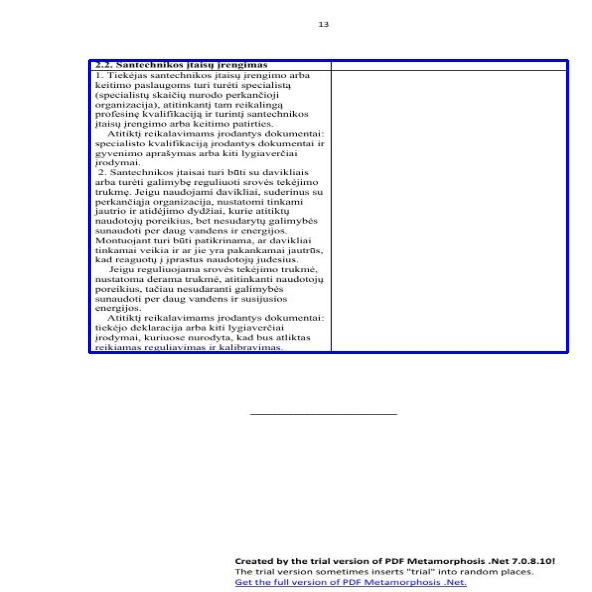 13
2.2. Santechnikos įtaisų įrengimas
1. Tiekėjas santechnikos įtaisų įrengimo arba
keitimo paslaugoms turi turėti specialistą
(specialistų skaičių nurodo perkančioji
organizacija), atitinkantį tam reikalingą
profesinę kvalifikaciją ir turintį santechnikos
įtaisų įrengimo arba keitimo patirties.
Atitiktį reikalavimams įrodantys dokumentai:
specialisto kvalifikaciją įrodantys dokumentai ir
gyvenimo aprašymas arba kiti lygiaverčiai
įrodymai.
2. Santechnikos įtaisai turi būti su davikliais
arba turėti galimybę reguliuoti srovės tekėjimo
trukmę. Jeigu naudojami davikliai, suderinus su
perkančiąja organizacija, nustatomi tinkami
jautrio ir atidėjimo dydžiai, kurie atitiktų
naudotojų poreikius, bet nesudarytų galimybės
sunaudoti per daug vandens ir energijos.
Montuojant turi būti patikrinama, ar davikliai
tinkamai veikia ir ar jie yra pakankamai jautrūs,
kad reaguotų į įprastus naudotojų judesius.
Jeigu reguliuojama srovės tekėjimo trukmė,
nustatoma derama trukmė, atitinkanti naudotojų
poreikius, tačiau nesudaranti galimybės
sunaudoti per daug vandens ir susijusios
energijos.
Atitiktį reikalavimams įrodantys dokumentai:
tiekėjo deklaracija arba kiti lygiaverčiai
įrodymai, kuriuose nurodyta, kad bus atliktas
reikiamas reguliavimas ir kalibravimas.
Created by the trial version of PDF Metamorphosis .Net 7.0.8.10!
The trial version sometimes inserts "trial" into random places.
Get the full version of PDF Metamorphosis .Net.